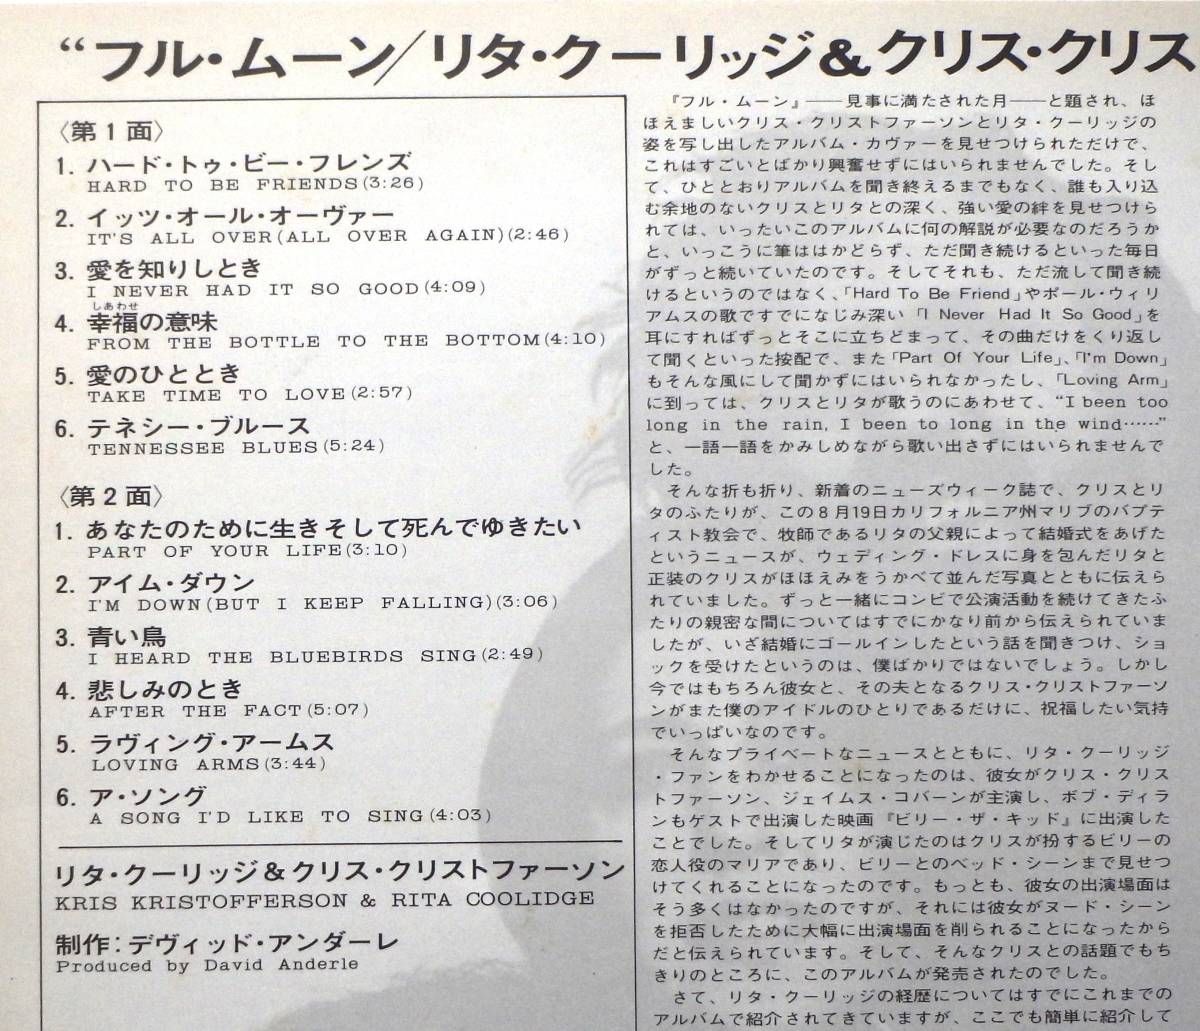 “フル・ムーン/リタ・クーリッジ&クリス・クリス
〈第1面〉
1. ハード・トゥ・ビー・フレンズ
HARD TO BE FRIENDS(3:26)
2. イッツ・オール・オーヴァー
IT'S ALL OVER(ALL OVER AGAIN)(2:46)
3. 愛を知りしとき
I NEVER HAD IT SO GOOD(4:09)
しあわせ
4. 幸福の意味
FROM THE BOTTLE TO THE BOTTOM(4:10)
5. 愛のひととき
TAKE TIME TO LOVE(2:57)
6. テネシー・ブルース
TENNESSEE BLUES(5:24)
〈第2面〉
1. あなたのために生きそして死んでゆきたい
PART OF YOUR LIFE(3:10)
2. アイム・ダウン
I'M DOWN(BUT I KEEP FALLING)(3:06)
3. 青い鳥
I HEARD THE BLUEBIRDS SING(2:49)
4. 悲しみのとき
AFTER THE FACT(5:07)
5. ラヴィング・アームス
LOVING ARMS(3:44)
6. ア・ソング
A SONG I'D LIKE TO SING(4:03)
リタ・クーリッジ&クリス・クリストファーソン
KRIS KRISTOFFERSON & RITA COOLIDGE
制作:デヴィッド・アンダーレ
Produced by David Anderle
『フル・ムーン』――見事に満たされた月――と題され、ほ
ほえましいクリス・クリストファーソンとリタ・クーリッジの
姿を写し出したアルバム・カヴァーを見せつけられただけで、
これはすごいとばかり興奮せずにはいられませんでした。そし
て、ひととおりアルバムを聞き終えるまでもなく、誰も入り込
む余地のないクリスとリタとの深く、強い愛の絆を見せつけら
れては、いったいこのアルバムに何の解説が必要なのだろうか
と、いっこうに筆ははかどらず、ただ聞き続けるといった毎日
がずっと続いていたのです。そしてそれも、ただ流して聞き続
けるというのではなく、「Hard To Be Friend」やポール・ウィリ
アムスの歌ですでになじみ深い「I Never Had It So Good」を
耳にすればずっとそこに立ちどまって、その曲だけをくり返し
て聞くといった按配で、また「Part Of Your Life」、「I'm Down」
もそんな風にして聞かずにはいられなかったし、「Loving Arm」
に到っては、クリスとリタが歌うのにあわせて、“I been too
long in the rain, I been to long in the wind……”
と、一語一語をかみしめながら歌い出さずにはいられませんで
した。
そんな折も折り、新着のニューズウィーク誌で、クリスとリ
タのふたりが、この8月19日カリフォルニア州マリブのバプテ
ィスト教会で、牧師であるリタの父親によって結婚式をあげた
というニュースが、ウェディング・ドレスに身を包んだリタと
正装のクリスがほほえみをうかべて並んだ写真とともに伝えら
れていました。ずっと一緒にコンビで公演活動を続けてきたふ
たりの親密な間についてはすでにかなり前から伝えられていま
したが、いざ結婚にゴールインしたという話を聞きつけ、ショ
ックを受けたというのは、僕ばかりではないでしょう。しかし
今ではもちろん彼女と、その夫となるクリス・クリストファーソ
ンがまた僕のアイドルのひとりであるだけに、祝福したい気持
でいっぱいなのです。
そんなプライベートなニュースとともに、リタ・クーリッジ
・ファンをわかせることになったのは、彼女がクリス・クリス
トファーソン、ジェイムス・コバーンが主演し、ボブ・ディラ
ンもゲストで出演した映画『ビリー・ザ・キッド』に出演した
ことでした。そしてリタが演じたのはクリスが扮するビリーの
恋人役のマリアであり、ビリーとのベッド・シーンまで見せつ
けてくれることになったのです。もっとも、彼女の出演場面は
そう多くはなかったのですが、それには彼女がヌード・シーン
を拒否したために大幅に出演場面を削られることになったから
だと伝えられています。そして、そんなクリスとの話題でもち
きりのところに、このアルバムが発売されたのでした。
さて、リタ・クーリッジの経歴についてはすでにこれまでの
アルバムで紹介されてきていますが、ここでも簡単に紹介して